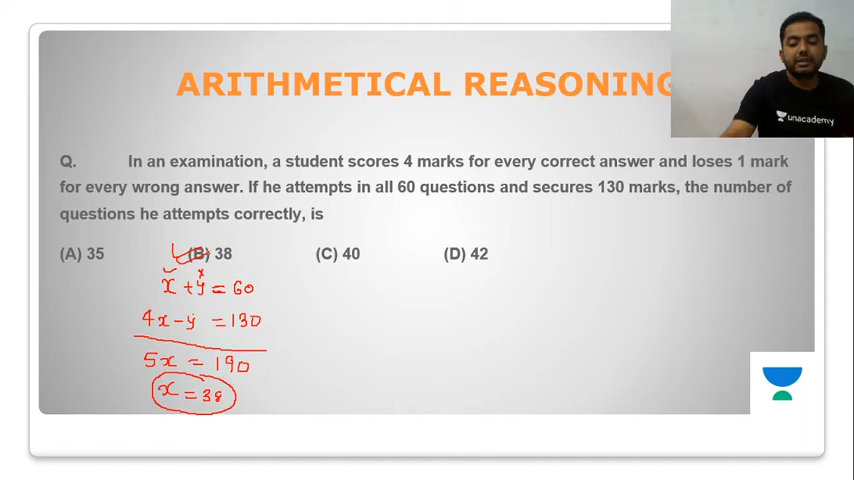 ARITHMETICAL REASONING
unacademy
Q. In an examination, a student scores 4 marks for every correct answer and loses 1 mark
for every wrong answer. If he attempts in all 60 questions and secures 130 marks, the number of
questions he attempts correctly, is
(A) 35 (B) 38 (C) 40 (D) 42
x + y = 60
4x - y = 130
5x = 190
x = 38